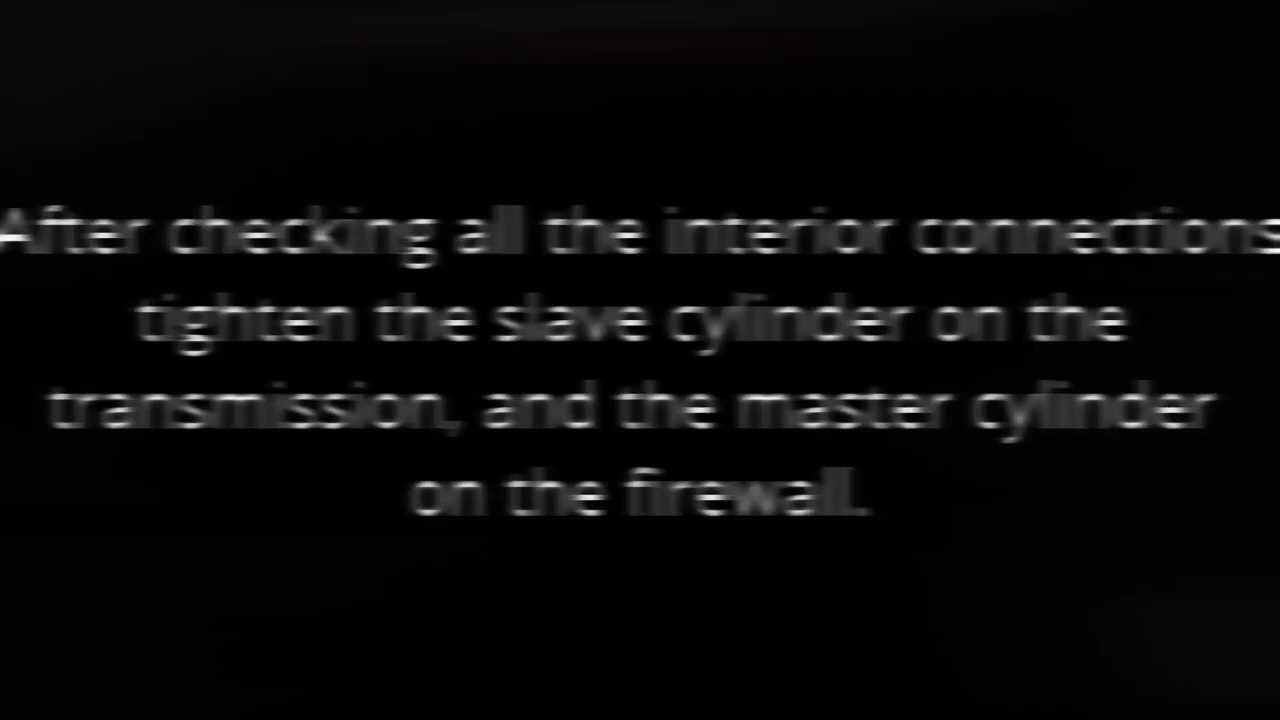 After checking all the interior connections
tighten the slave cylinder on the
transmission, and the master cylinder
on the firewall.